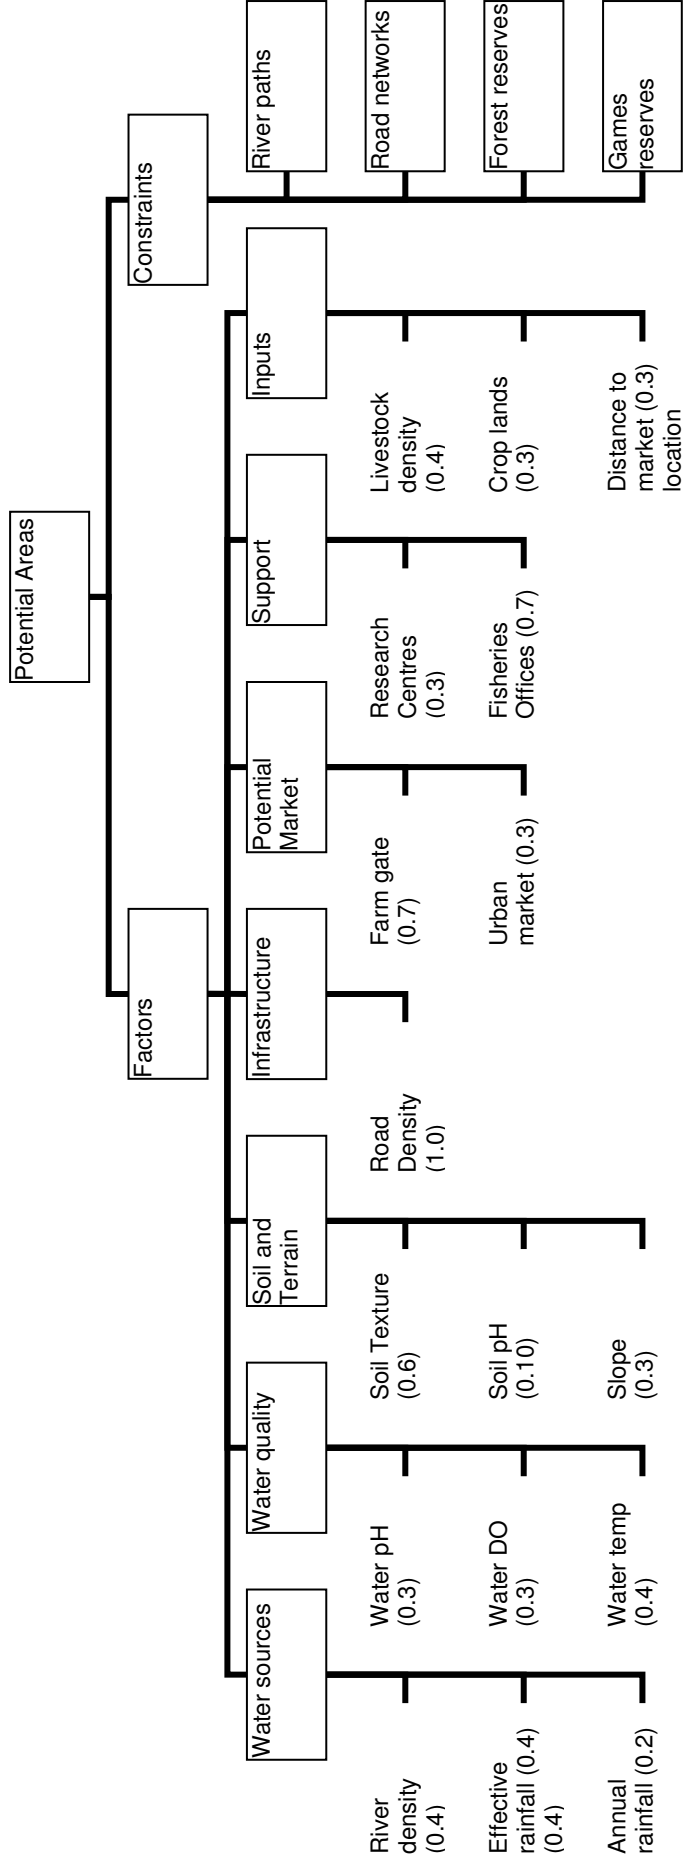 Potential Areas
Factors
Constraints
Water sources
Water quality
Soil and
Terrain
Infrastructure
Potential
Market
Support
Inputs
River
density
(0.4)
Effective
rainfall (0.4)
(0.4)
Annual
rainfall (0.2)
Water pH
(0.3)
Water DO
(0.3)
Water temp
(0.4)
Soil Texture
(0.6)
Soil pH
(0.10)
Slope
(0.3)
Road
Density
(1.0)
Farm gate
(0.7)
Urban
market (0.3)
Research
Centres
(0.3)
Fisheries
Offices (0.7)
Livestock
density
(0.4)
Crop lands
(0.3)
Distance to
market (0.3)
location
River paths
Road networks
Forest reserves
Games
reserves